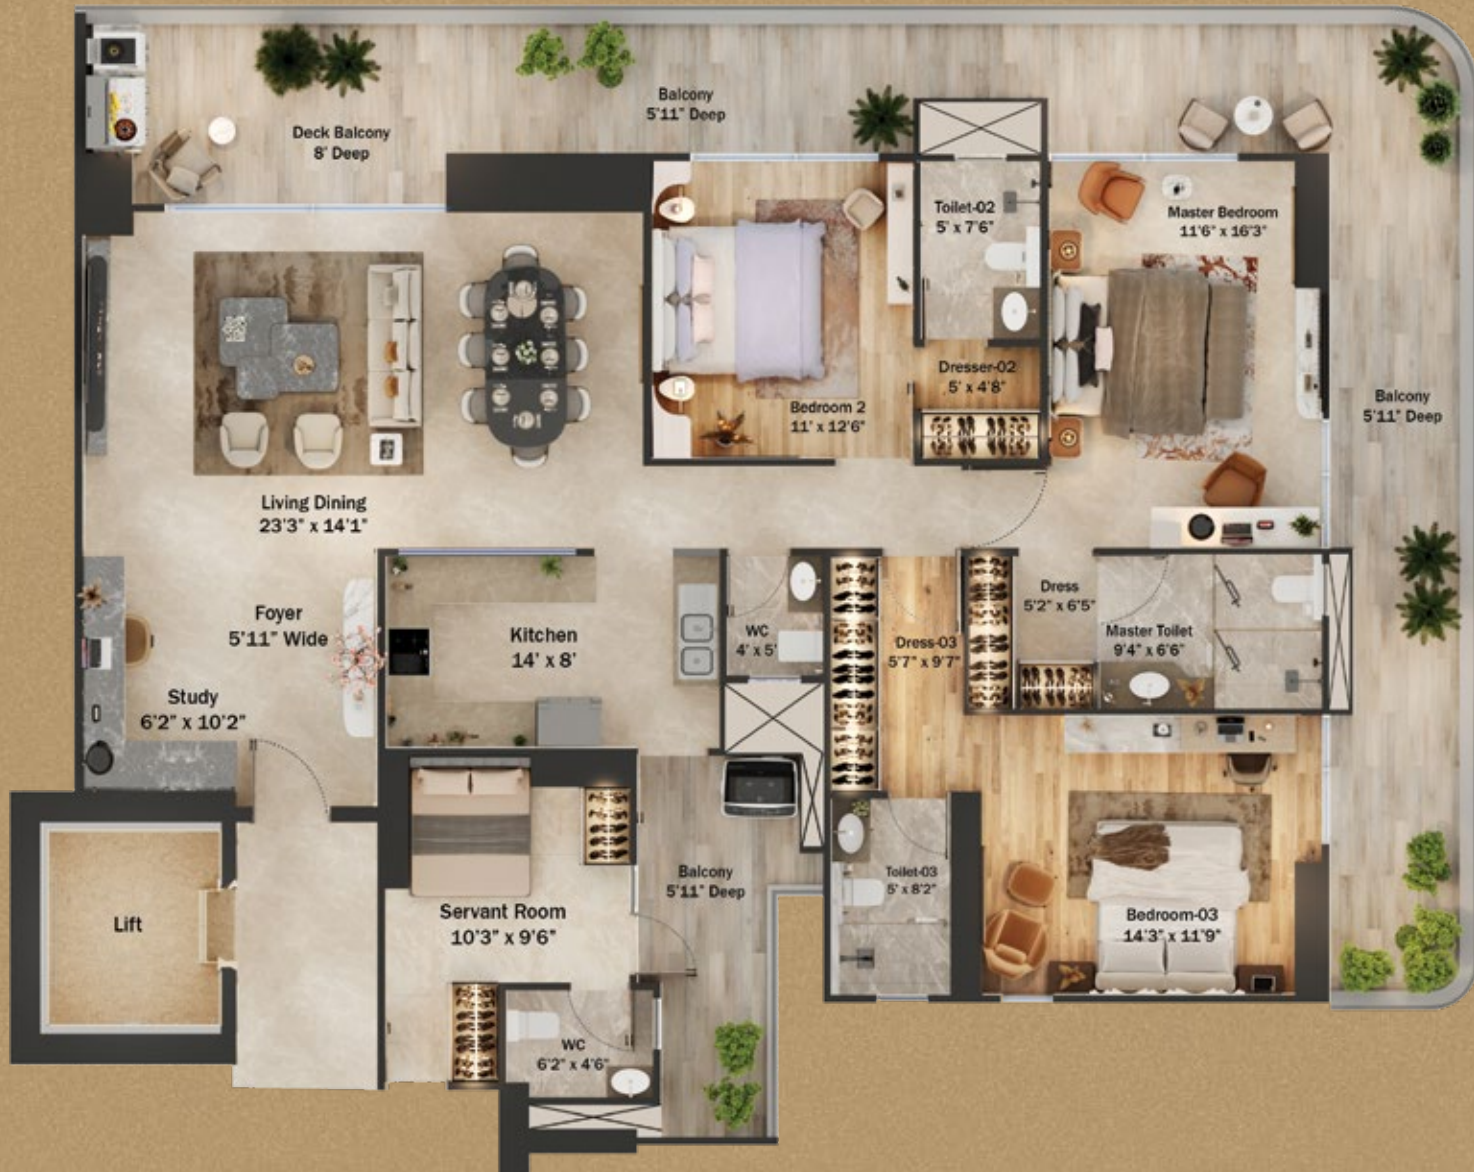 Balcony
5'11" Deep
Deck Balcony
8' Deep
Toilet-02
5' x 7'6"
Master Bedroom
11'6" x 16'3"
Dresser-02
5' x 4'8"
Bedroom 2
11' x 12'6"
Balcony
5'11" Deep
Living Dining
23'3" x 14'1"
Foyer
5'11" Wide
Kitchen
14' x 8'
WC
4' x 5'
Dress-03
5'7" x 9'7"
Dress
5'2" x 6'5"
Master Toilet
9'4" x 6'6"
Study
6'2" x 10'2"
Balcony
5'11" Deep
Toilet-03
5' x 8'2"
Lift
Servant Room
10'3" x 9'6"
Bedroom-03
14'3" x 11'9"
WC
6'2" x 4'6"